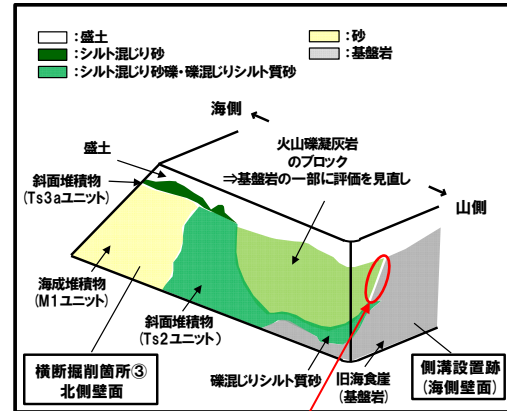 ：盛土
：砂
：シルト混じり砂
：基盤岩
：シルト混じり砂礫・礫混じりシルト質砂
海側
盛土
火山礫凝灰岩
のブロック
⇒基盤岩の一部に評価を見直し
斜面堆積物
(Ts3aユニット)
山側
海成堆積物
(M1ユニット)
斜面堆積物
(Ts2ユニット)
横断掘削箇所③
北側壁面
礫混じりシルト質砂
旧海食崖
(基盤岩)
側溝設置跡
(海側壁面)